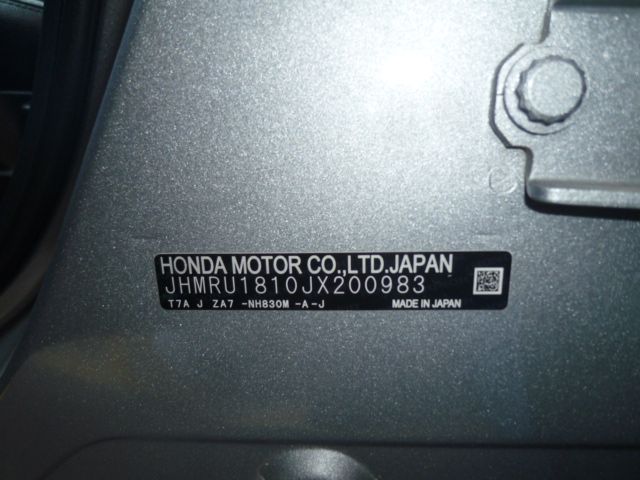 HONDA MOTOR CO.,LTD.JAPAN
JHMRU1810JX200983
T7A J ZA7 -NH830M -A-J MADE IN JAPAN